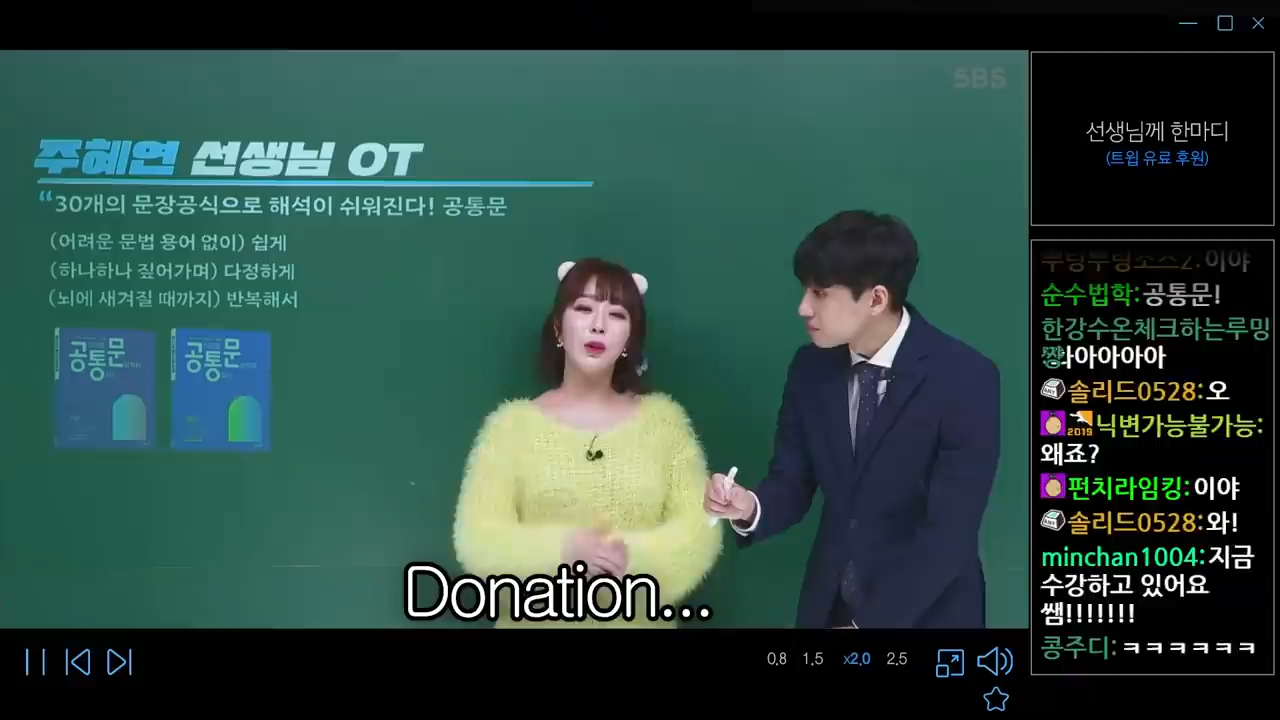 5BS
주혜연 선생님 OT
“30개의 문장공식으로 해석이 쉬워진다! 공통문
(어려운 문법 용어 없이) 쉽게
(하나하나 짚어가며) 다정하게
(뇌에 새겨질 때까지) 반복해서
공통문
공통문
Donation...
0.8 1.5 x2.0 2.5
선생님께 한마디
(트윕 유료 후원)
이야
순수법학: 공통문!
한강수온체크하는루밍
와아아아아
솔리드0528: 오
2019 닉변가능불가능:
왜죠?
펀치라임킹: 이야
솔리드0528: 와!
minchan1004: 지금
수강하고 있어요
쌤!!!!!!!
콩주디: ㅋㅋㅋㅋㅋㅋ